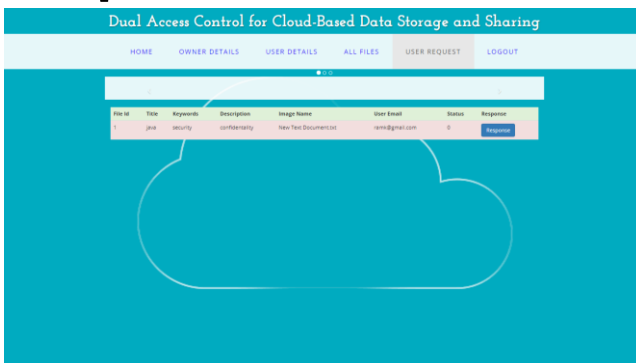 Dual Access Control for Cloud-Based Data Storage and Sharing
HOME OWNER DETAILS USER DETAILS ALL FILES USER REQUEST LOGOUT
File Id Title Keywords Description Image Name User Email Status Response
1 java security confidentiality New Text Document.txt @gmail.com 0 Response